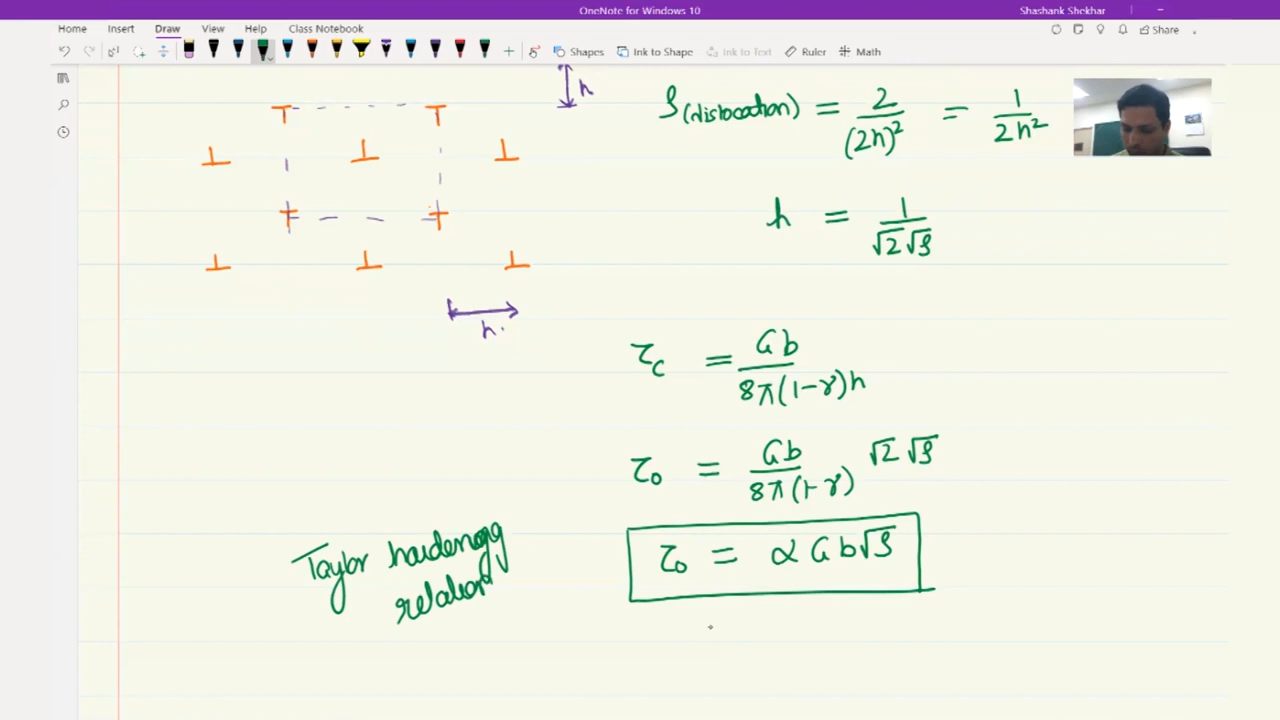 OneNote for Windows 10
Shashank Shekhar
Home Insert Draw View Help Class Notebook
Share
Shapes Ink to Shape Ink to Text Ruler Math
h
ρ(dislocation) = 2/(2h)² = 1/2h²
h = 1/√2√ρ
h.
τc = Gb/8π(1-γ)h
τ0 = Gb/8π(1-γ) √2 √ρ
Taylor hardening
relation
τ0 = α G b√ρ